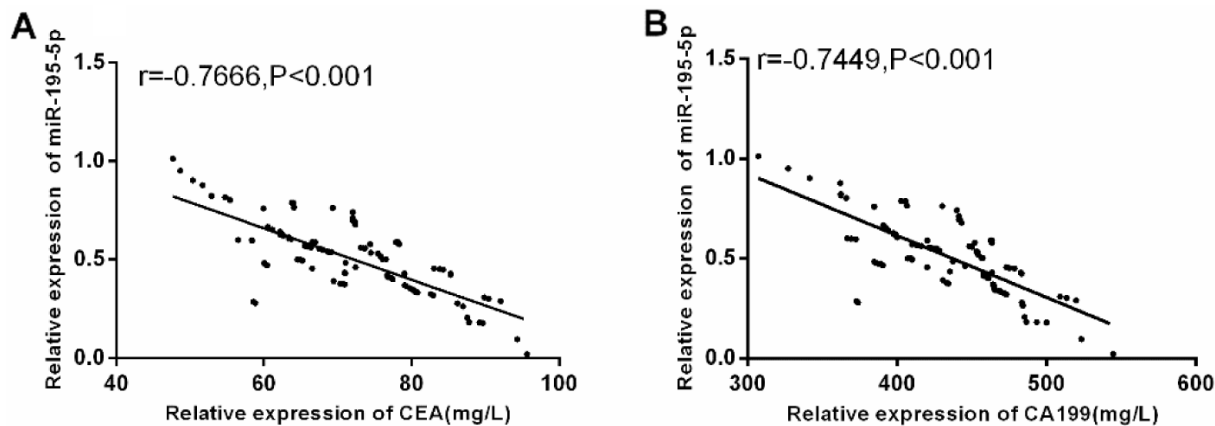 A
Relative expression of miR-195-5p
r=-0.7666,P<0.001
1.5
1.0
0.5
0.0
40
60
80
100
Relative expression of CEA(mg/L)
B
Relative expression of miR-195-5p
r=-0.7449,P<0.001
1.5
1.0
0.5
0.0
300
400
500
600
Relative expression of CA199(mg/L)